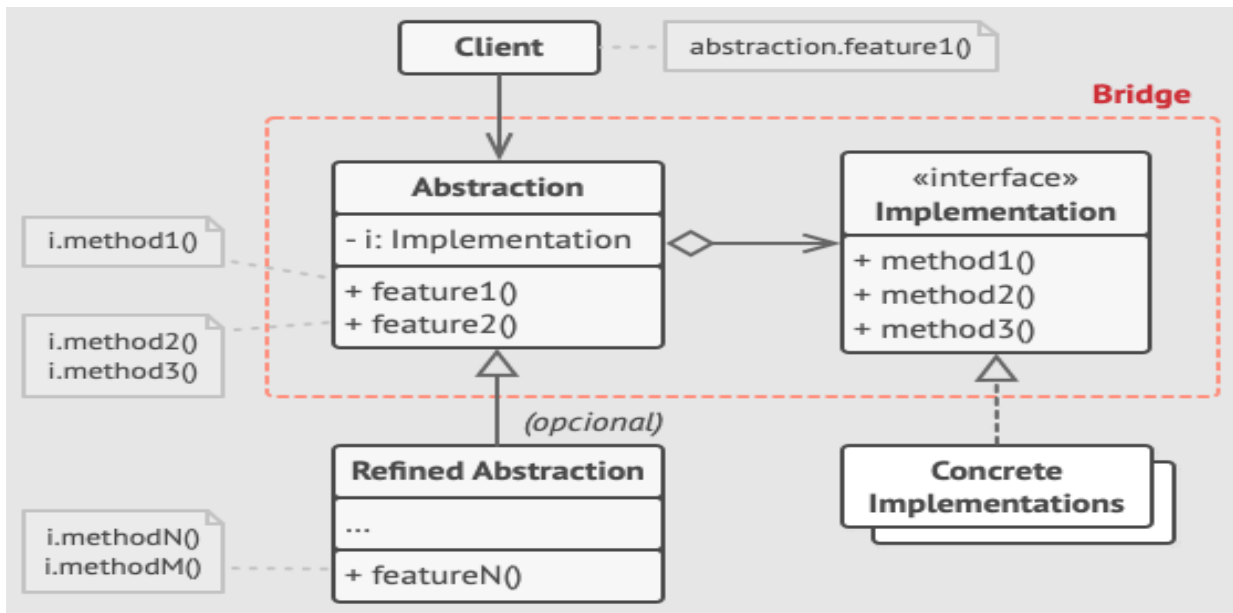 Client
abstraction.feature1()
Bridge
Abstraction
- i: Implementation
+ feature1()
+ feature2()
«interface»
Implementation
+ method1()
+ method2()
+ method3()
i.method1()
i.method2()
i.method3()
(opcional)
Refined Abstraction
...
+ featureN()
Concrete
Implementations
i.methodN()
i.methodM()